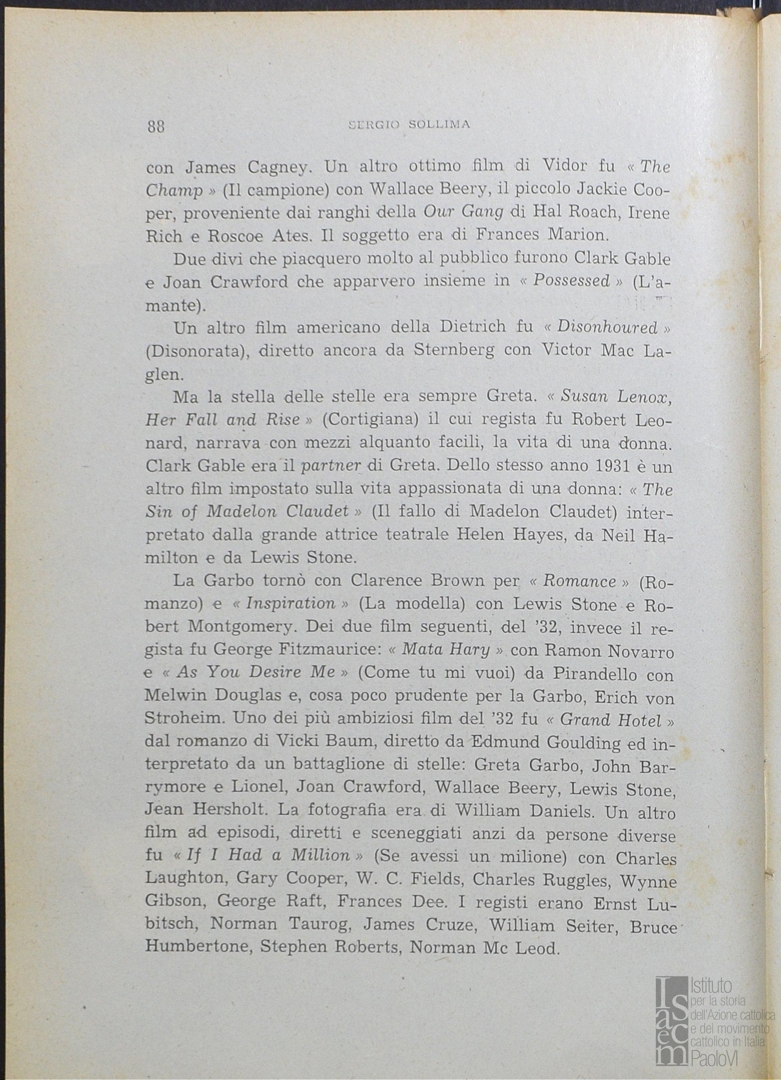 88
SERGIO SOLLIMA
con James Cagney. Un altro ottimo film di Vidor fu « The
Champ » (Il campione) con Wallace Beery, il piccolo Jackie Coo-
per, proveniente dai ranghi della Our Gang di Hal Roach, Irene
Rich e Roscoe Ates. Il soggetto era di Frances Marion.
Due divi che piacquero molto al pubblico furono Clark Gable
e Joan Crawford che apparvero insieme in « Possessed » (L'a-
mante).
Un altro film americano della Dietrich fu « Disonhoured »
(Disonorata), diretto ancora da Sternberg con Victor Mac La-
glen.
Ma la stella delle stelle era sempre Greta. « Susan Lenox,
Her Fall and Rise » (Cortigiana) il cui regista fu Robert Leo-
nard, narrava con mezzi alquanto facili, la vita di una donna.
Clark Gable era il partner di Greta. Dello stesso anno 1931 è un
altro film impostato sulla vita appassionata di una donna: « The
Sin of Madelon Claudet » (Il fallo di Madelon Claudet) inter-
pretato dalla grande attrice teatrale Helen Hayes, da Neil Ha-
milton e da Lewis Stone.
La Garbo tornò con Clarence Brown per « Romance » (Ro-
manzo) e « Inspiration » (La modella) con Lewis Stone e Ro-
bert Montgomery. Dei due film seguenti, del '32, invece il re-
gista fu George Fitzmaurice: « Mata Hary » con Ramon Novarro
e « As You Desire Me » (Come tu mi vuoi) da Pirandello con
Melwin Douglas e, cosa poco prudente per la Garbo, Erich von
Stroheim. Uno dei più ambiziosi film del '32 fu « Grand Hotel »
dal romanzo di Vicki Baum, diretto da Edmund Goulding ed in-
terpretato da un battaglione di stelle: Greta Garbo, John Bar-
rymore e Lionel, Joan Crawford, Wallace Beery, Lewis Stone,
Jean Hersholt. La fotografia era di William Daniels. Un altro
film ad episodi, diretti e sceneggiati anzi da persone diverse
fu « If I Had a Million » (Se avessi un milione) con Charles
Laughton, Gary Cooper, W. C. Fields, Charles Ruggles, Wynne
Gibson, George Raft, Frances Dee. I registi erano Ernst Lu-
bitsch, Norman Taurog, James Cruze, William Seiter, Bruce
Humbertone, Stephen Roberts, Norman Mc Leod.
Isacem
Istituto
per la storia
dell'Azione cattolica
e del movimento
cattolico in Italia
PaoloVI